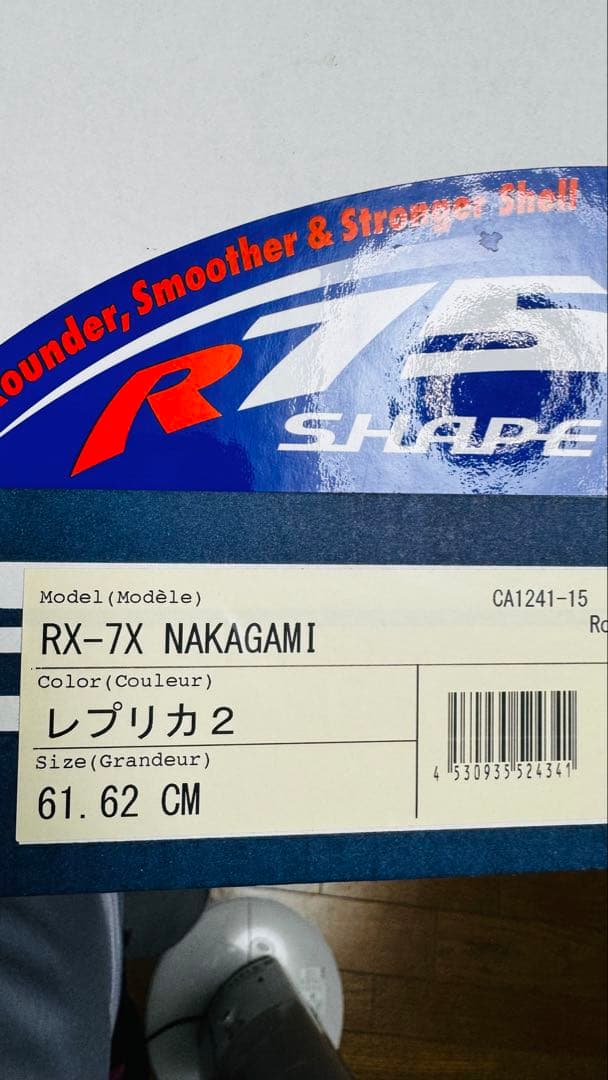 Rounder, Smoother & Stronger Shell
R75
SHAPE
Model(Modèle)
CA1241-15
RX-7X NAKAGAMI
Color(Couleur)
レプリカ2
Size(Grandeur)
61.62 CM
4 530935 524341